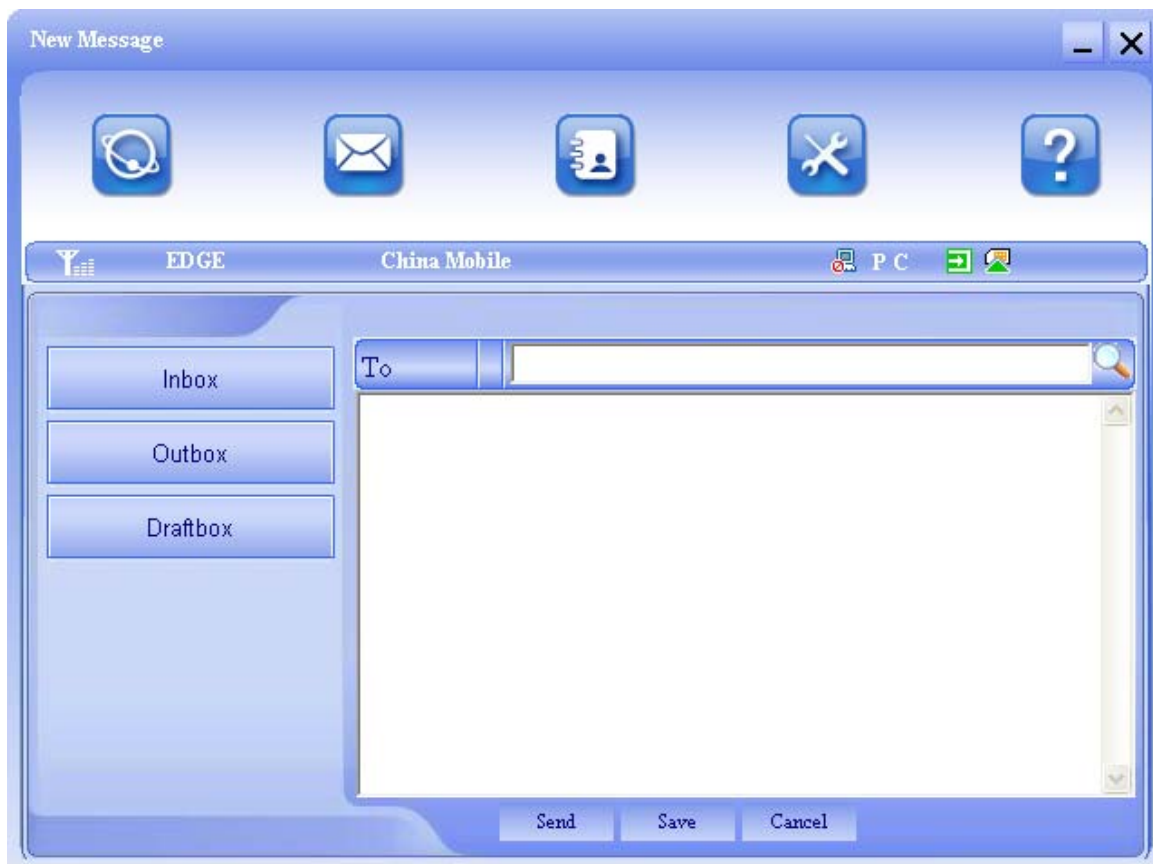 New Message
EDGE China Mobile P C
To
Inbox
Outbox
Draftbox
Send Save Cancel